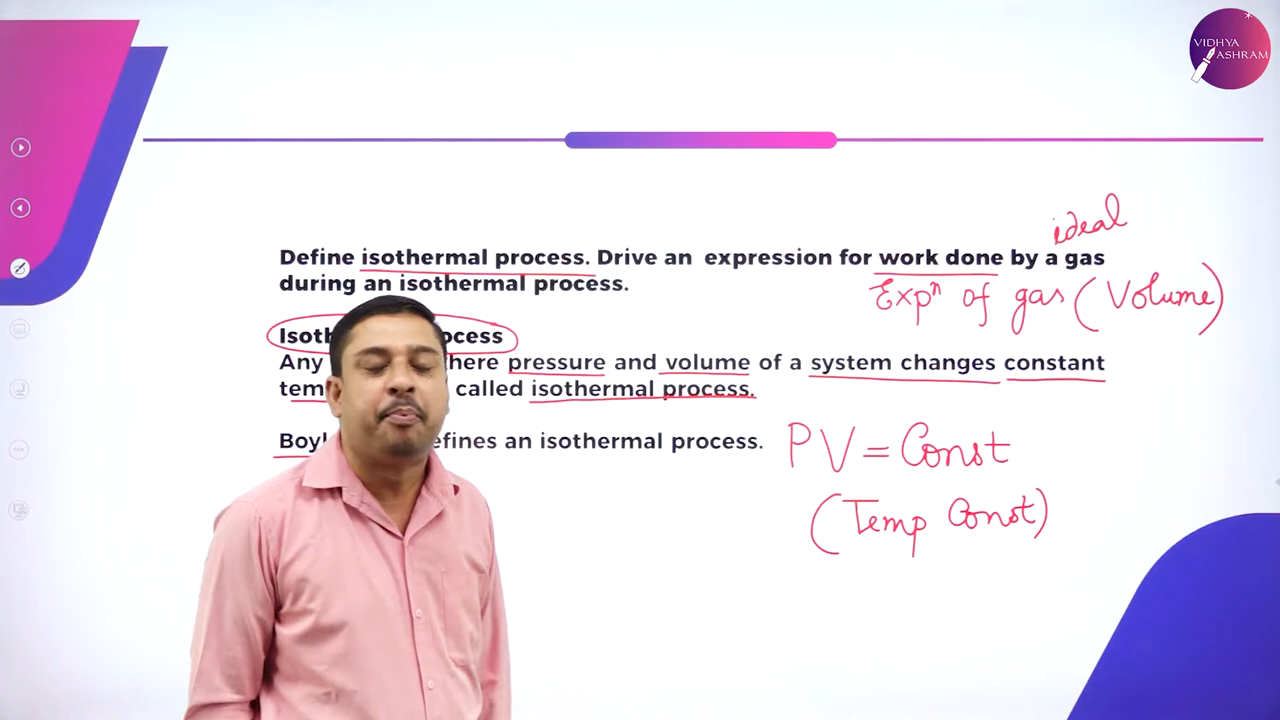 VIDHYA
ASHRAM
ideal
Define isothermal process. Drive an expression for work done by a gas
during an isothermal process.
Expⁿ of gas (Volume)
Isoth ocess
Any here pressure and volume of a system changes constant
tem called isothermal process.
Boyl efines an isothermal process.
PV = Const
(Temp Const)